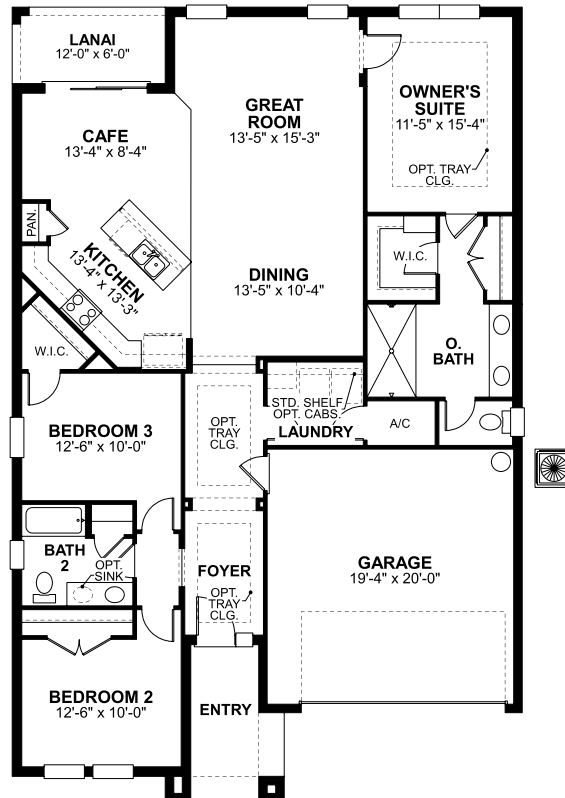 LANAI
12'-0" x 6'-0"
GREAT
ROOM
13'-5" x 15'-3"
OWNER'S
SUITE
11'-5" x 15'-4"
OPT. TRAY
CLG.
CAFE
13'-4" x 8'-4"
PAN.
KITCHEN
13'-4" x 13'-3"
W.I.C.
DINING
13'-5" x 10'-4"
O.
BATH
W.I.C.
STD. SHELF
OPT. CABS.
LAUNDRY
A/C
OPT.
TRAY
CLG.
BEDROOM 3
12'-6" x 10'-0"
BATH
2
OPT.
SINK
FOYER
OPT.
TRAY
CLG.
GARAGE
19'-4" x 20'-0"
BEDROOM 2
12'-6" x 10'-0"
ENTRY